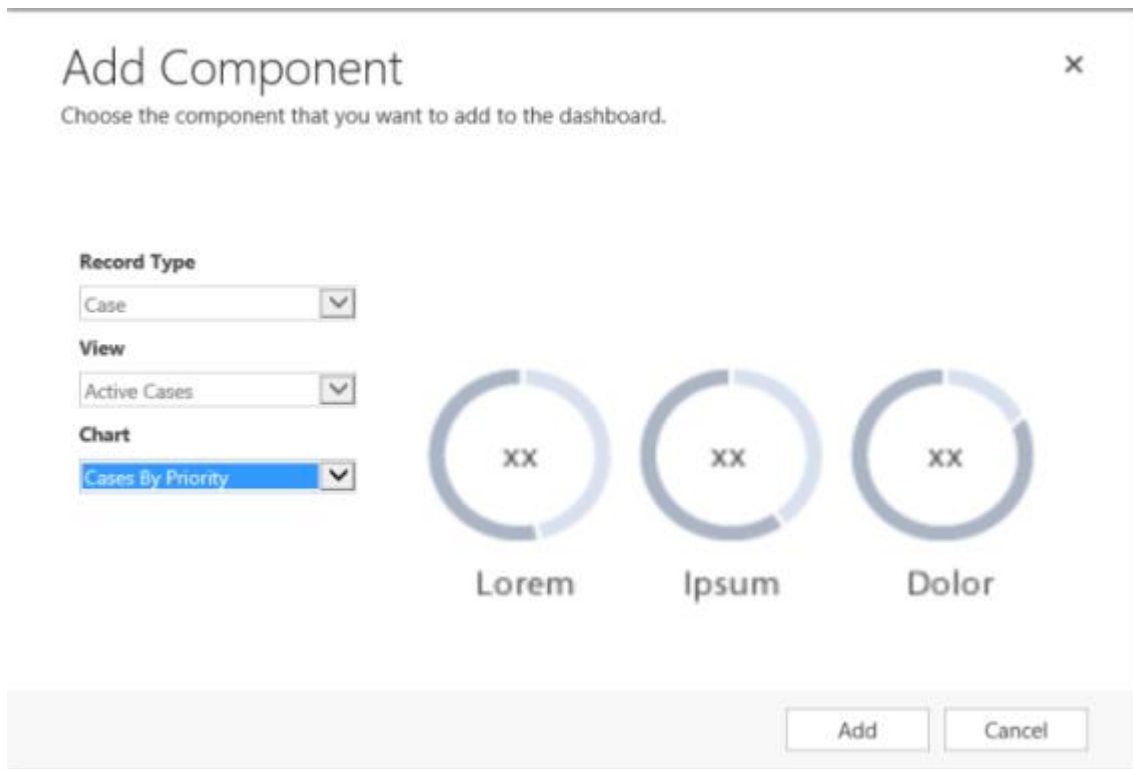 Add Component
×
Choose the component that you want to add to the dashboard.
Record Type
Case
View
Active Cases
Chart
Cases By Priority
xx xx xx
Lorem Ipsum Dolor
Add Cancel